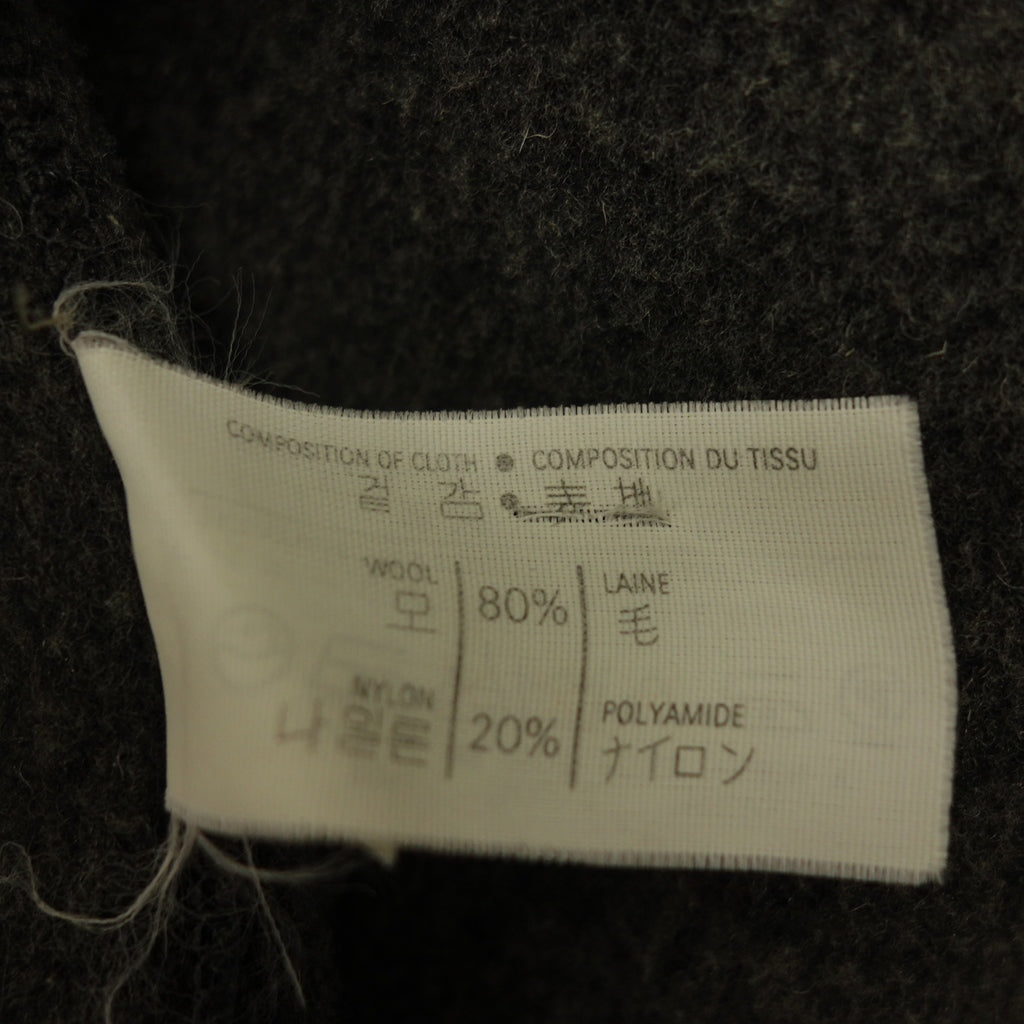 COMPOSITION OF CLOTH • COMPOSITION DU TISSU
겉 감 • 表地
WOOL 80% LAINE
모 毛
NYLON 20% POLYAMIDE
나일론 ナイロン